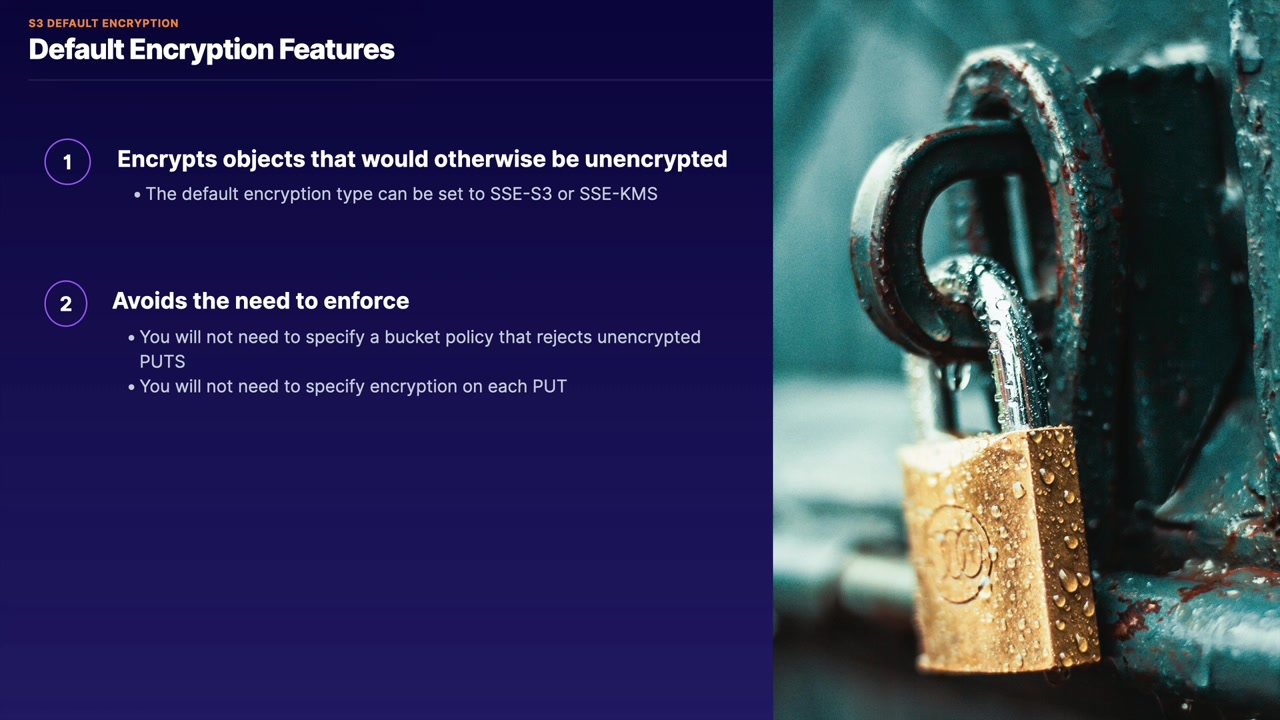 S3 DEFAULT ENCRYPTION
Default Encryption Features
1
Encrypts objects that would otherwise be unencrypted
• The default encryption type can be set to SSE-S3 or SSE-KMS
2
Avoids the need to enforce
• You will not need to specify a bucket policy that rejects unencrypted
PUTS
• You will not need to specify encryption on each PUT